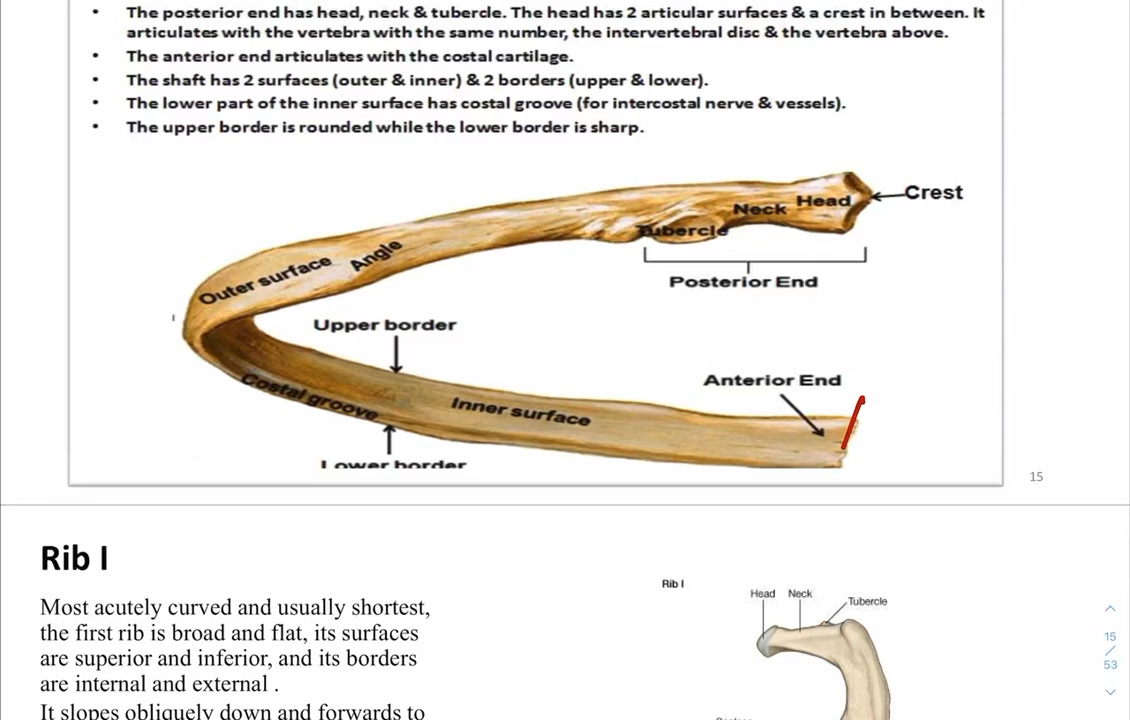 • The posterior end has head, neck & tubercle. The head has 2 articular surfaces & a crest in between. It
articulates with the vertebra with the same number, the intervertebral disc & the vertebra above.
• The anterior end articulates with the costal cartilage.
• The shaft has 2 surfaces (outer & inner) & 2 borders (upper & lower).
• The lower part of the inner surface has costal groove (for intercostal nerve & vessels).
• The upper border is rounded while the lower border is sharp.
Crest
Head
Neck
Tubercle
Angle
Outer surface
Posterior End
Upper border
Anterior End
Costal groove
Inner surface
Lower border
15
Rib I
Most acutely curved and usually shortest,
the first rib is broad and flat, its surfaces
are superior and inferior, and its borders
are internal and external .
It slopes obliquely down and forwards to
Rib I
Head Neck
Tubercle
15
/
53